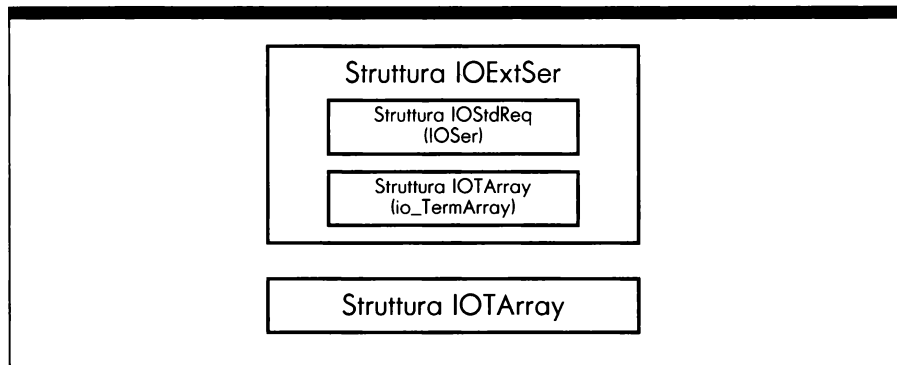 Struttura IOExtSer
Struttura IOStdReq
(IOSer)
Struttura IOTArray
(io_TermArray)
Struttura IOTArray